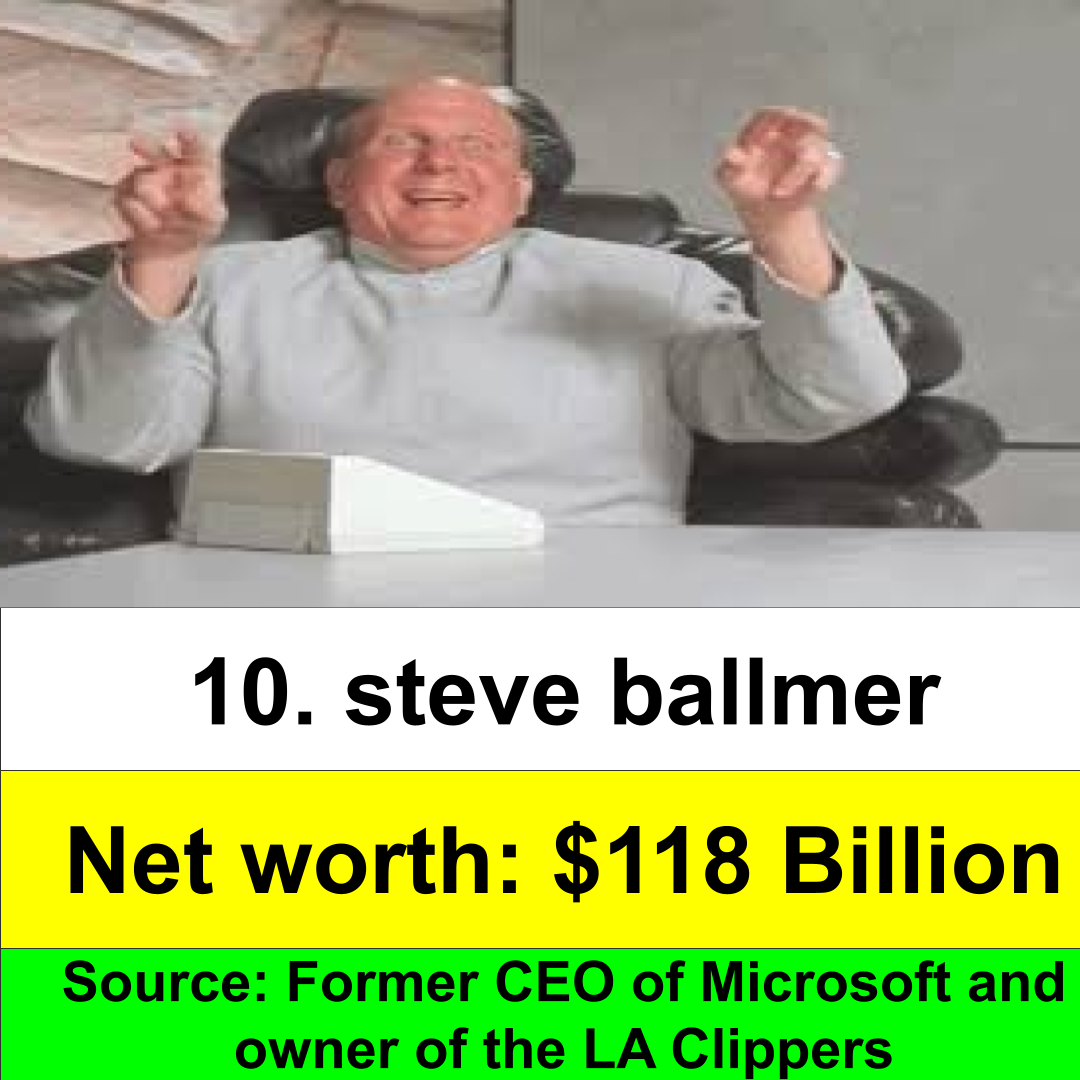 10. steve ballmer
Net worth: $118 Billion
Source: Former CEO of Microsoft and
owner of the LA Clippers